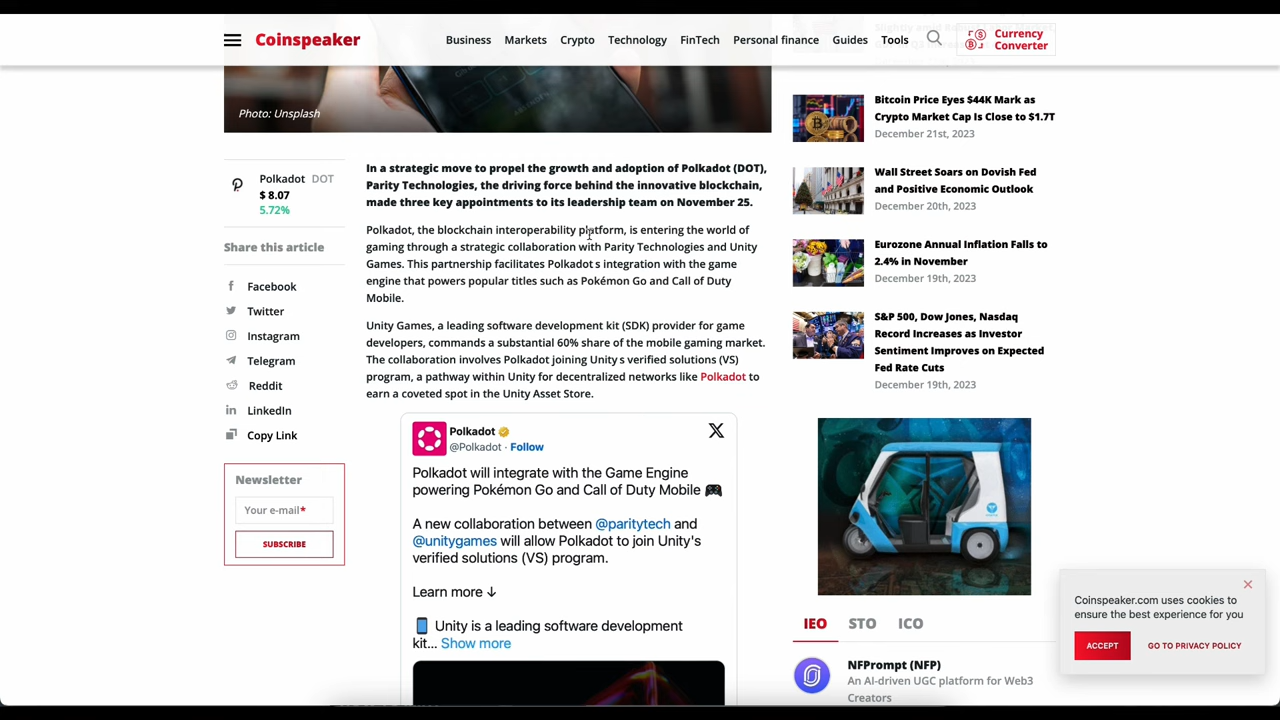 Coinspeaker
Business
Markets
Crypto
Technology
FinTech
Personal finance
Guides
Tools
Currency
Converter
Photo: Unsplash
Polkadot DOT
$ 8.07
5.72%
Share this article
Facebook
Twitter
Instagram
Telegram
Reddit
LinkedIn
Copy Link
Newsletter
Your e-mail*
SUBSCRIBE
In a strategic move to propel the growth and adoption of Polkadot (DOT),
Parity Technologies, the driving force behind the innovative blockchain,
made three key appointments to its leadership team on November 25.
Polkadot, the blockchain interoperability platform, is entering the world of
gaming through a strategic collaboration with Parity Technologies and Unity
Games. This partnership facilitates Polkadot s integration with the game
engine that powers popular titles such as Pokémon Go and Call of Duty
Mobile.
Unity Games, a leading software development kit (SDK) provider for game
developers, commands a substantial 60% share of the mobile gaming market.
The collaboration involves Polkadot joining Unity s verified solutions (VS)
program, a pathway within Unity for decentralized networks like Polkadot to
earn a coveted spot in the Unity Asset Store.
Polkadot
@Polkadot · Follow
Polkadot will integrate with the Game Engine
powering Pokémon Go and Call of Duty Mobile 🎮
A new collaboration between @paritytech and
@unitygames will allow Polkadot to join Unity's
verified solutions (VS) program.
Learn more ↓
📱 Unity is a leading software development
kit... Show more
Bitcoin Price Eyes $44K Mark as
Crypto Market Cap Is Close to $1.7T
December 21st, 2023
Wall Street Soars on Dovish Fed
and Positive Economic Outlook
December 20th, 2023
Eurozone Annual Inflation Falls to
2.4% in November
December 19th, 2023
S&P 500, Dow Jones, Nasdaq
Record Increases as Investor
Sentiment Improves on Expected
Fed Rate Cuts
December 19th, 2023
IEO
STO
ICO
NFPrompt (NFP)
An AI-driven UGC platform for Web3
Creators
Coinspeaker.com uses cookies to
ensure the best experience for you
ACCEPT
GO TO PRIVACY POLICY